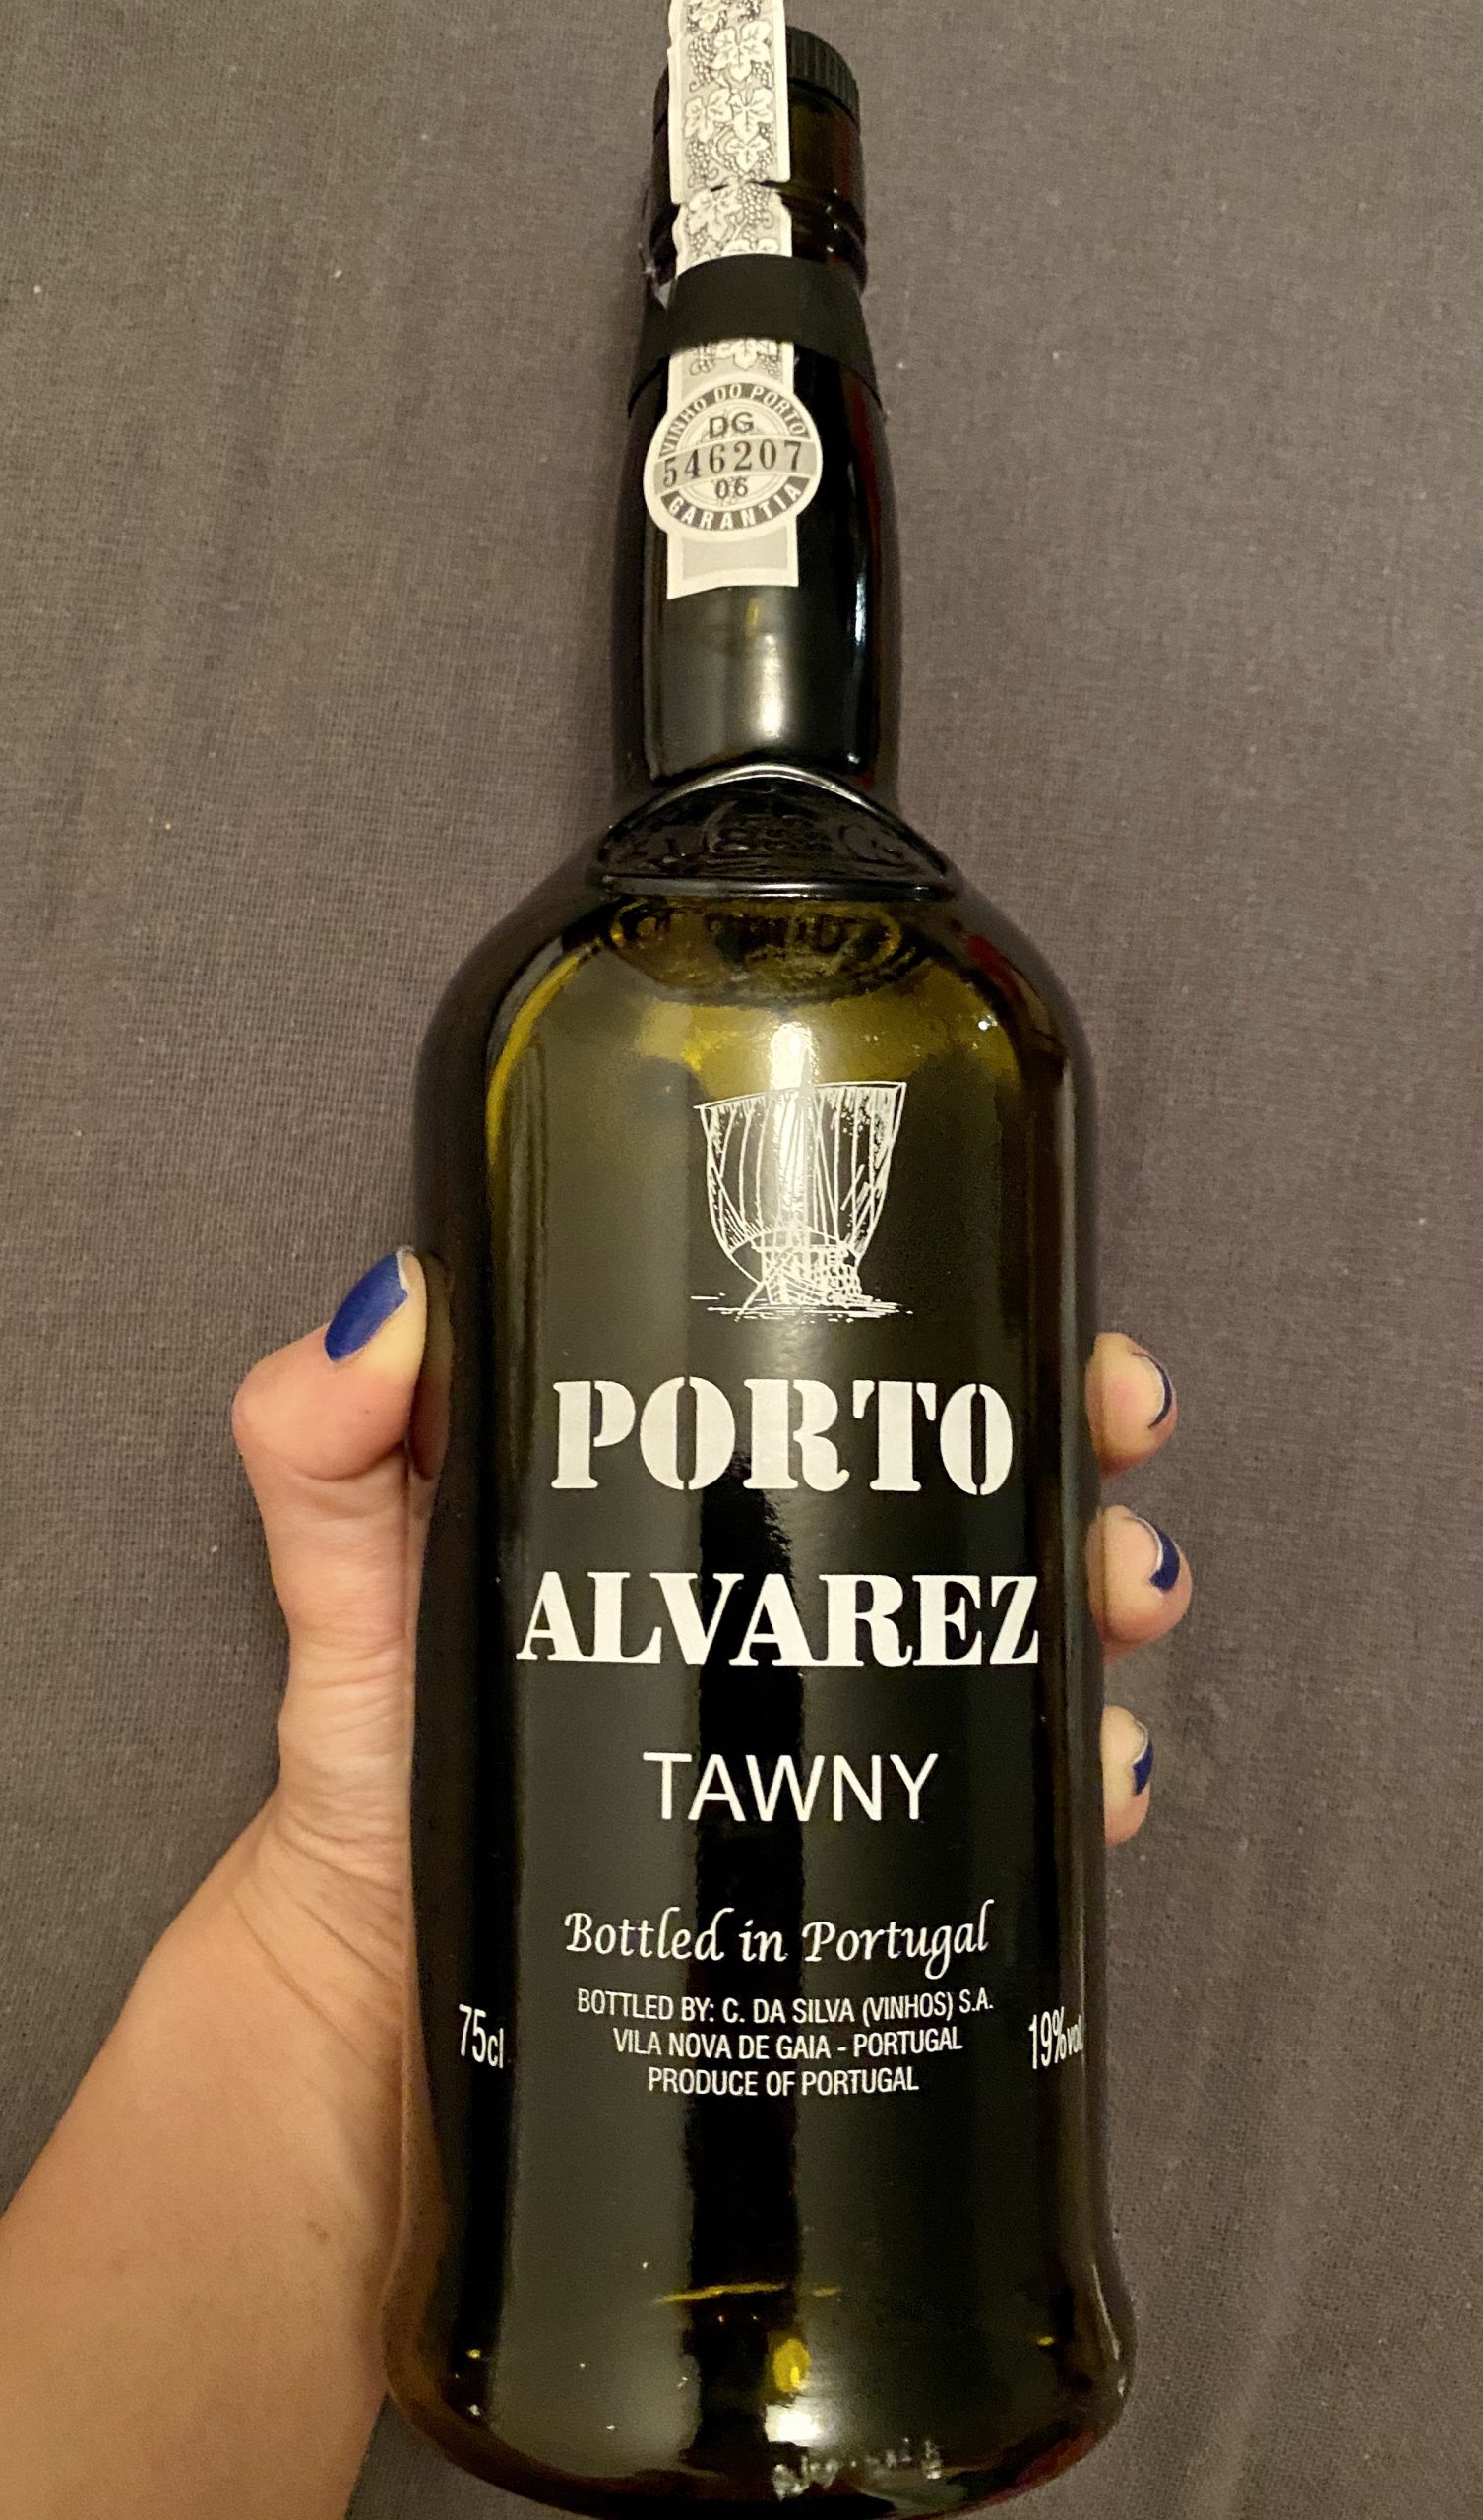 VINHO DO PORTO
DG
546207
06
GARANTIA
PORTO
ALVAREZ
TAWNY
Bottled in Portugal
BOTTLED BY: C. DA SILVA (VINHOS) S.A.
VILA NOVA DE GAIA - PORTUGAL
PRODUCE OF PORTUGAL
75cl
19%vol.